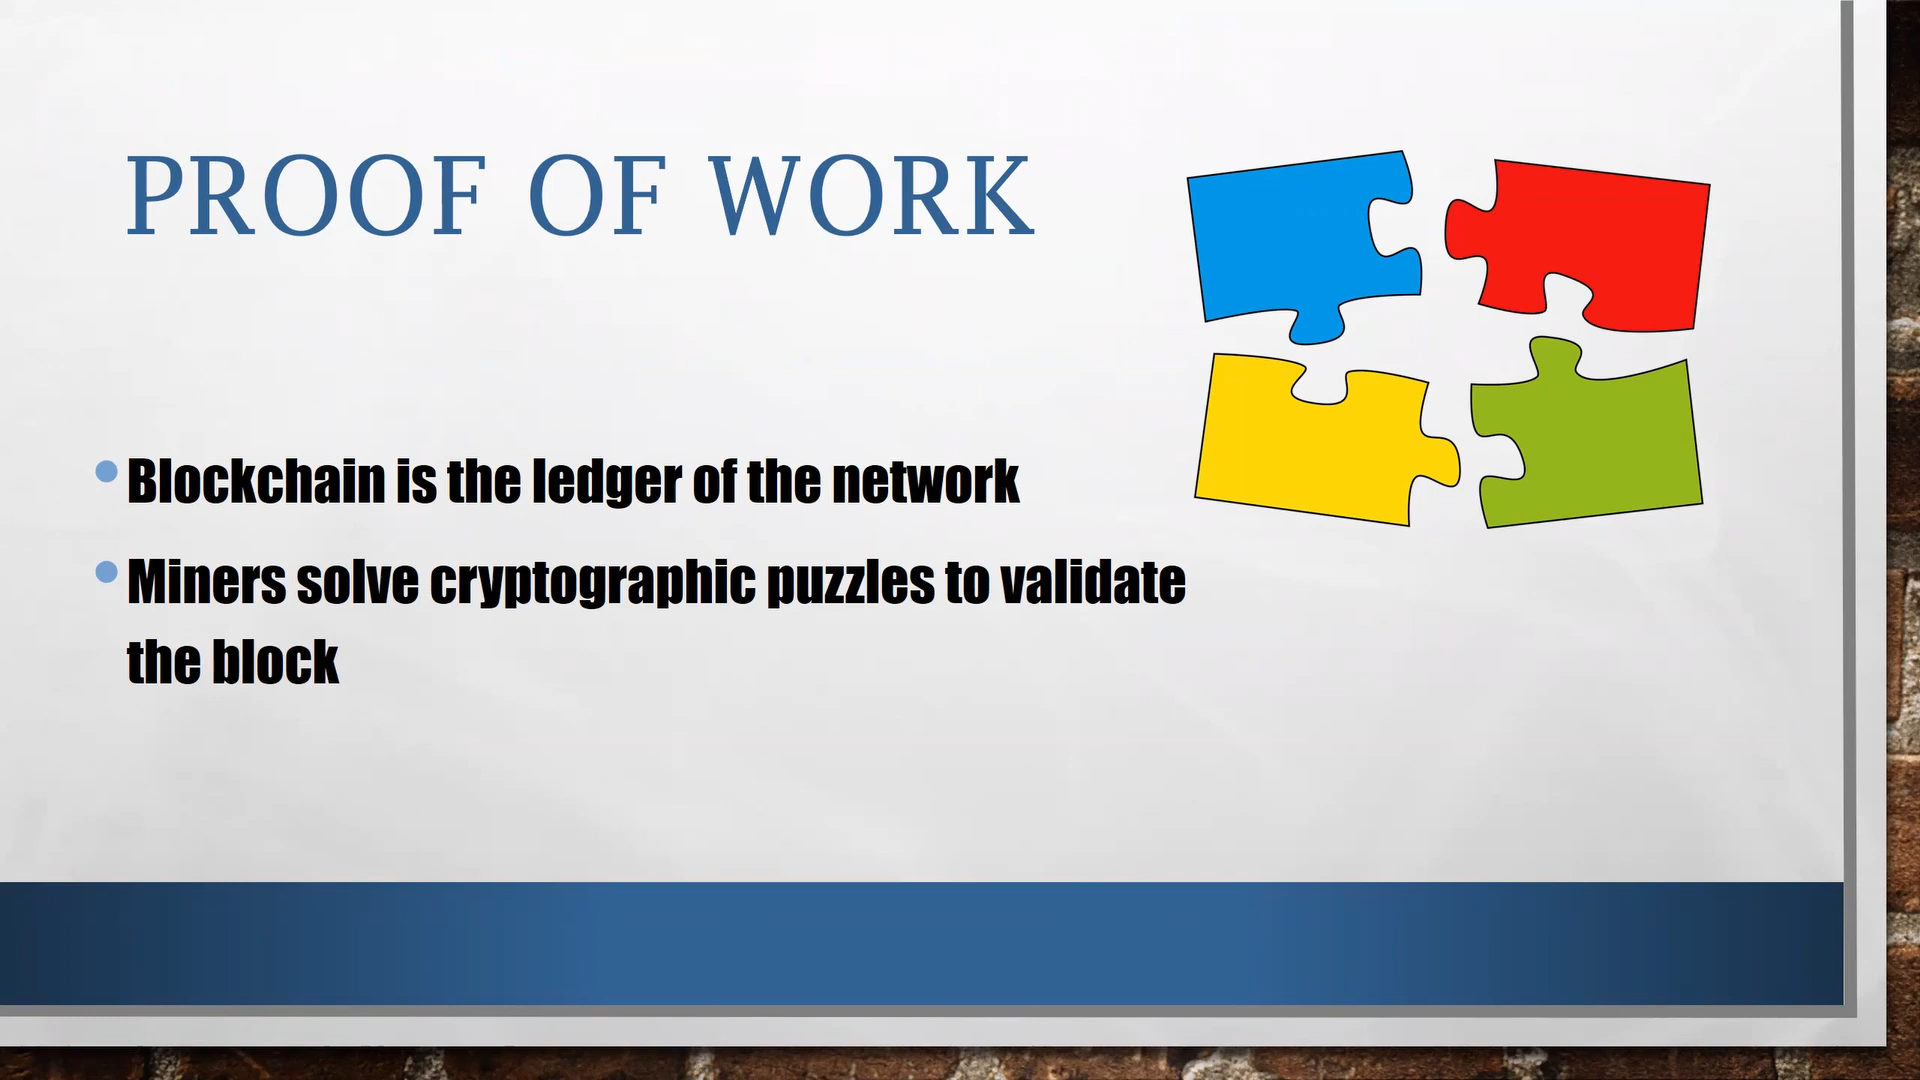 PROOF OF WORK
Blockchain is the ledger of the network
Miners solve cryptographic puzzles to validate
the block